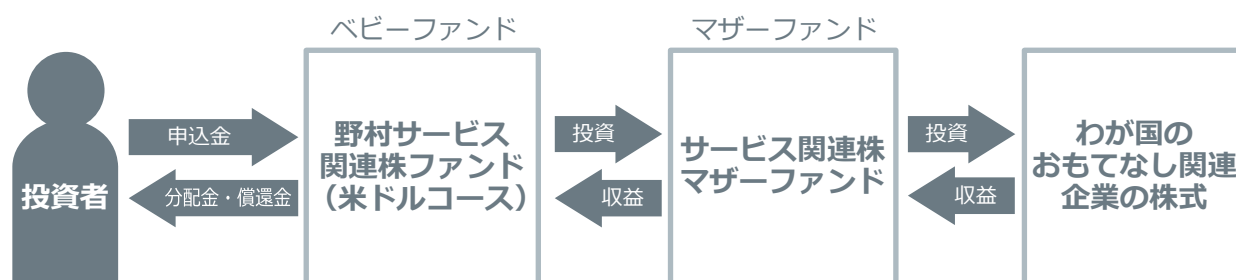 ベビーファンド
マザーファンド
投資者
申込金
分配金・償還金
野村サービス
関連株ファンド
（米ドルコース）
投資
収益
サービス関連株
マザーファンド
投資
収益
わが国の
おもてなし関連
企業の株式